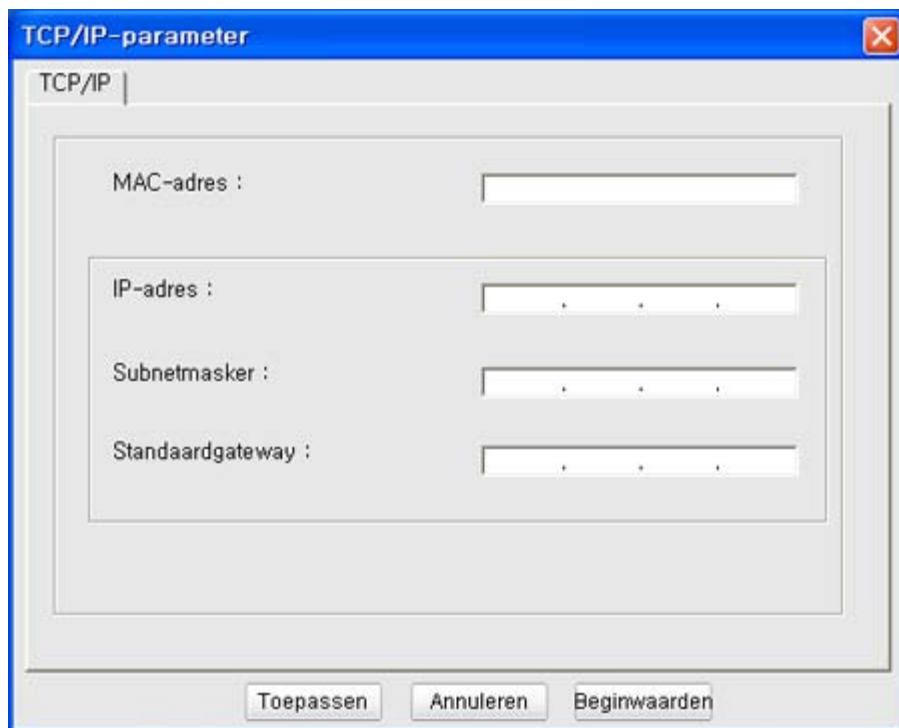 TCP/IP-parameter
TCP/IP
MAC-adres :
IP-adres :
. . .
Subnetmasker :
. . .
Standaardgateway :
. . .
Toepassen Annuleren Beginwaarden